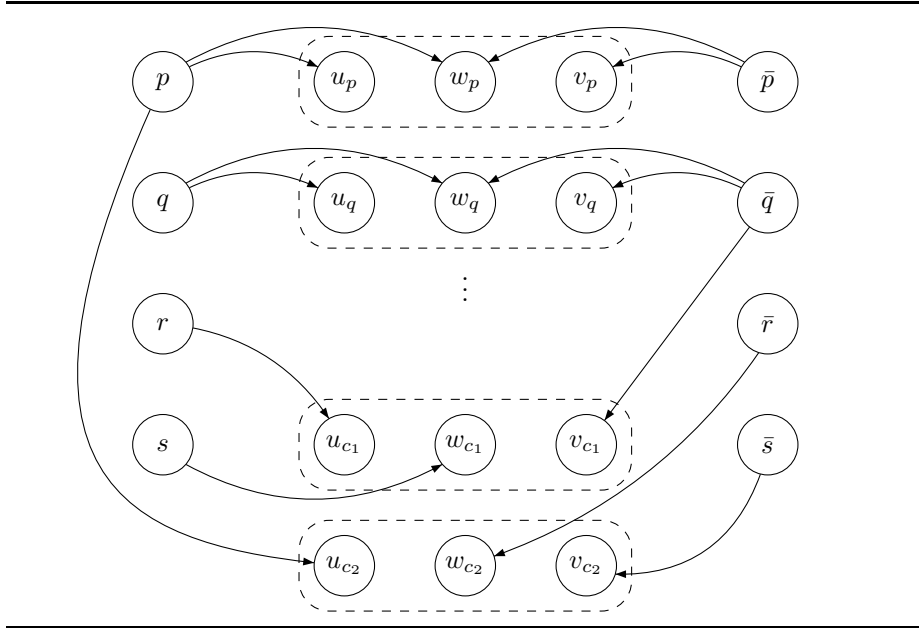 p u_p w_p v_p p̄
q u_q w_q v_q q̄
⋮
r r̄
s u_{c_1} w_{c_1} v_{c_1} s̄
u_{c_2} w_{c_2} v_{c_2}